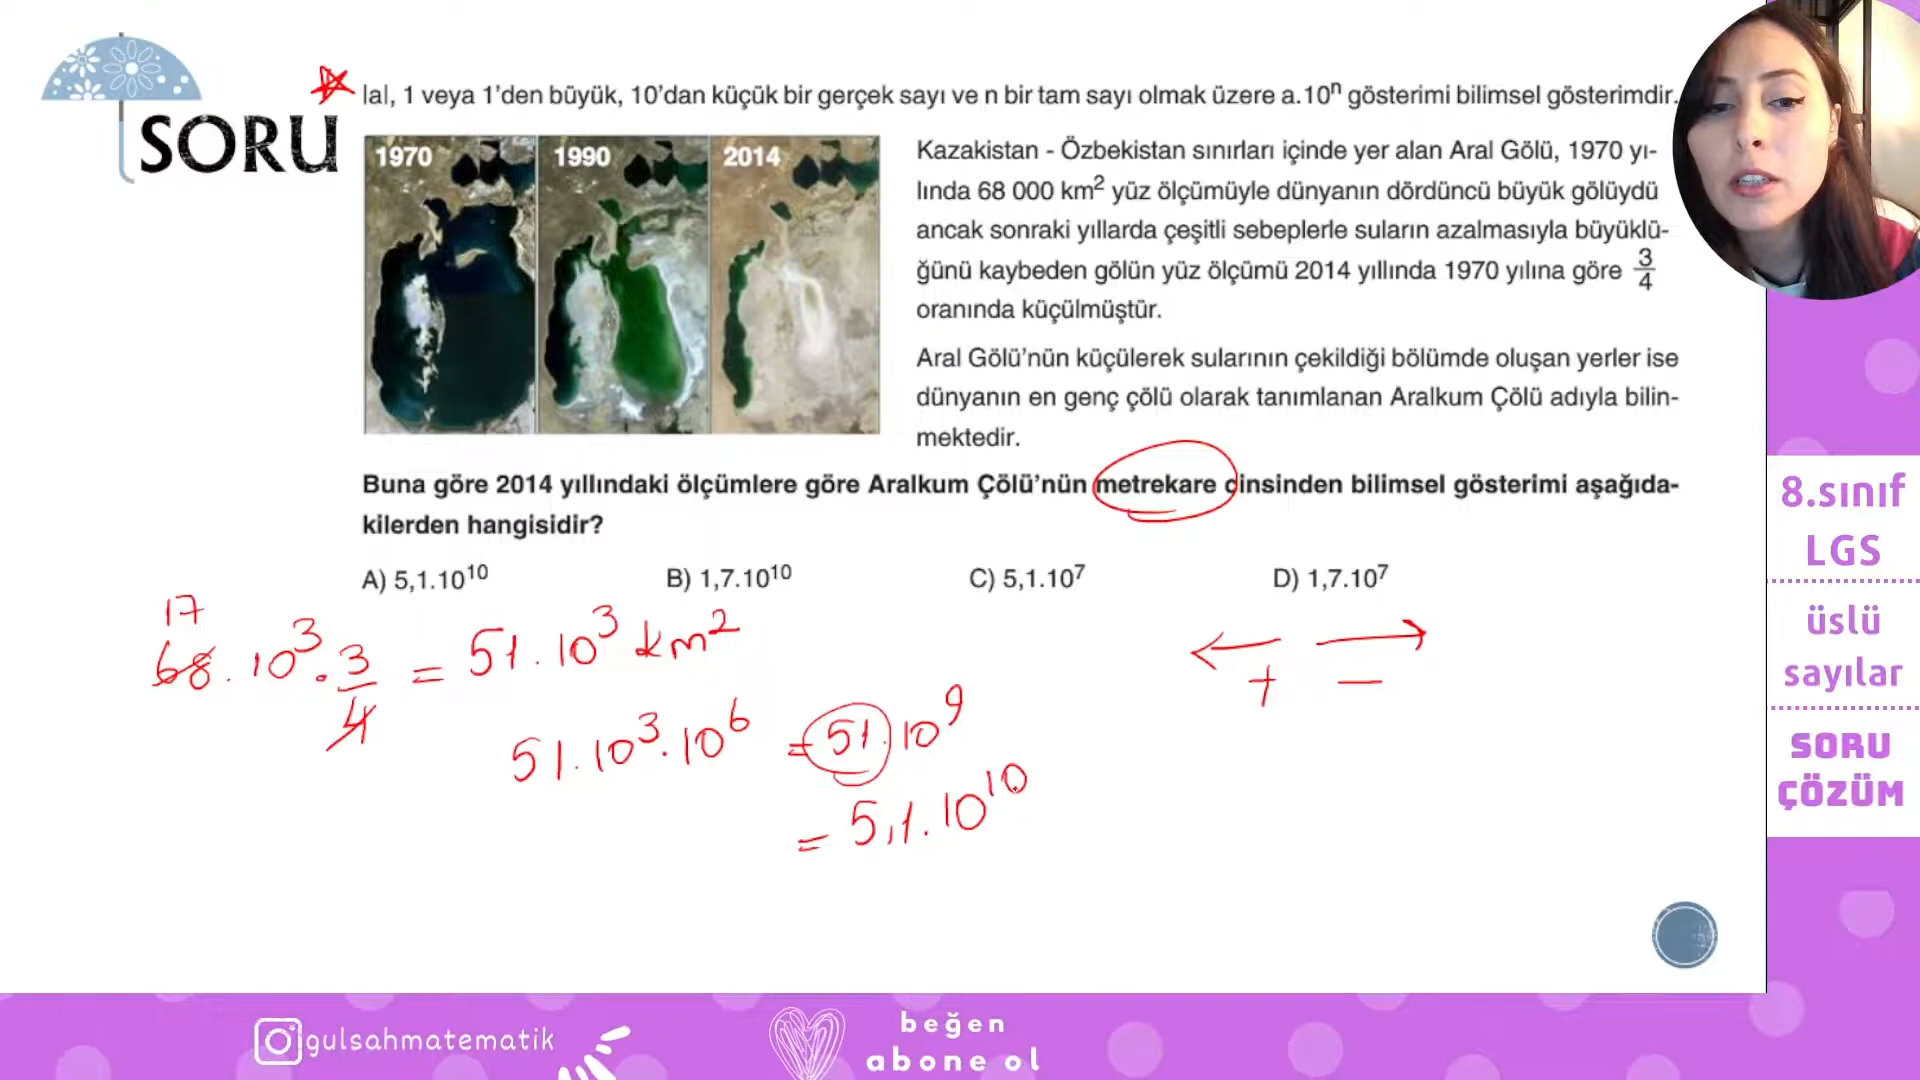 SORU
|a|, 1 veya 1'den büyük, 10'dan küçük bir gerçek sayı ve n bir tam sayı olmak üzere a.10ⁿ gösterimi bilimsel gösterimdir.
1970
1990
2014
Kazakistan - Özbekistan sınırları içinde yer alan Aral Gölü, 1970 yı-
lında 68 000 km² yüz ölçümüyle dünyanın dördüncü büyük gölüydü
ancak sonraki yıllarda çeşitli sebeplerle suların azalmasıyla büyüklü-
ğünü kaybeden gölün yüz ölçümü 2014 yıllında 1970 yılına göre 3/4
oranında küçülmüştür.
Aral Gölü'nün küçülerek sularının çekildiği bölümde oluşan yerler ise
dünyanın en genç çölü olarak tanımlanan Aralkum Çölü adıyla bilin-
mektedir.
Buna göre 2014 yıllındaki ölçümlere göre Aralkum Çölü'nün metrekare cinsinden bilimsel gösterimi aşağıda-
kilerden hangisidir?
A) 5,1.10¹⁰ B) 1,7.10¹⁰ C) 5,1.10⁷ D) 1,7.10⁷
17
68.10³.3/4 = 51.10³ km²
51.10³.10⁶ = 51.10⁹
= 5,1.10¹⁰
+ −
8.sınıf
LGS
üslü
sayılar
SORU
ÇÖZÜM
gulsahmatematik
beğen
abone ol